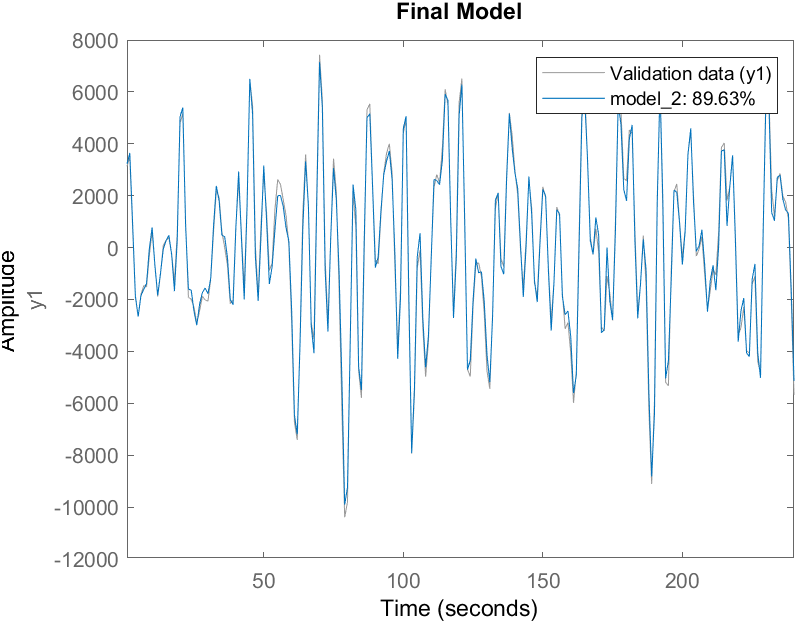 Final Model
8000
6000
4000
2000
0
-2000
-4000
-6000
-8000
-10000
-12000
Amplitude
y1
Validation data (y1)
model_2: 89.63%
50
100
150
200
Time (seconds)